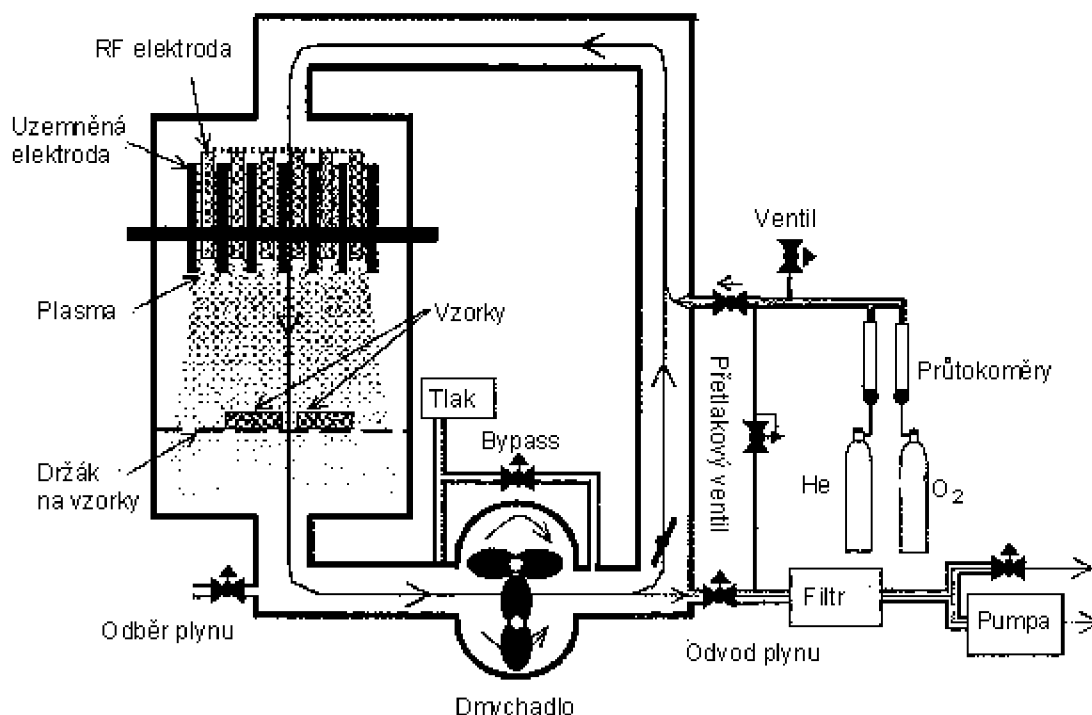 RF elektroda
Uzemněná
elektroda
Ventil
Plasma
Vzorky
Průtokoměry
Přetlakový ventil
Tlak
Bypass
Držák
na vzorky
He
O2
Filtr
Pumpa
Odběr plynu
Odvod plynu
Dmychadlo